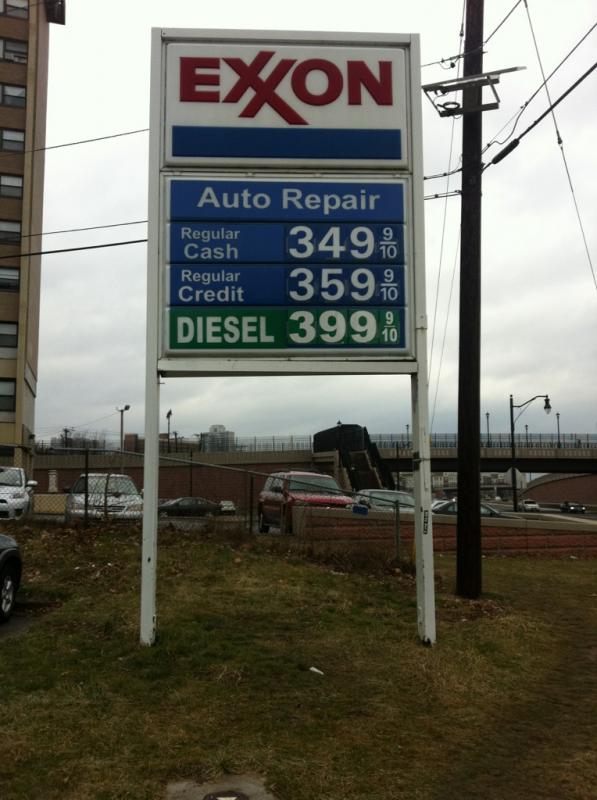 EXXON
Auto Repair
Regular Cash 349 9/10
Regular Credit 359 9/10
DIESEL 399 9/10